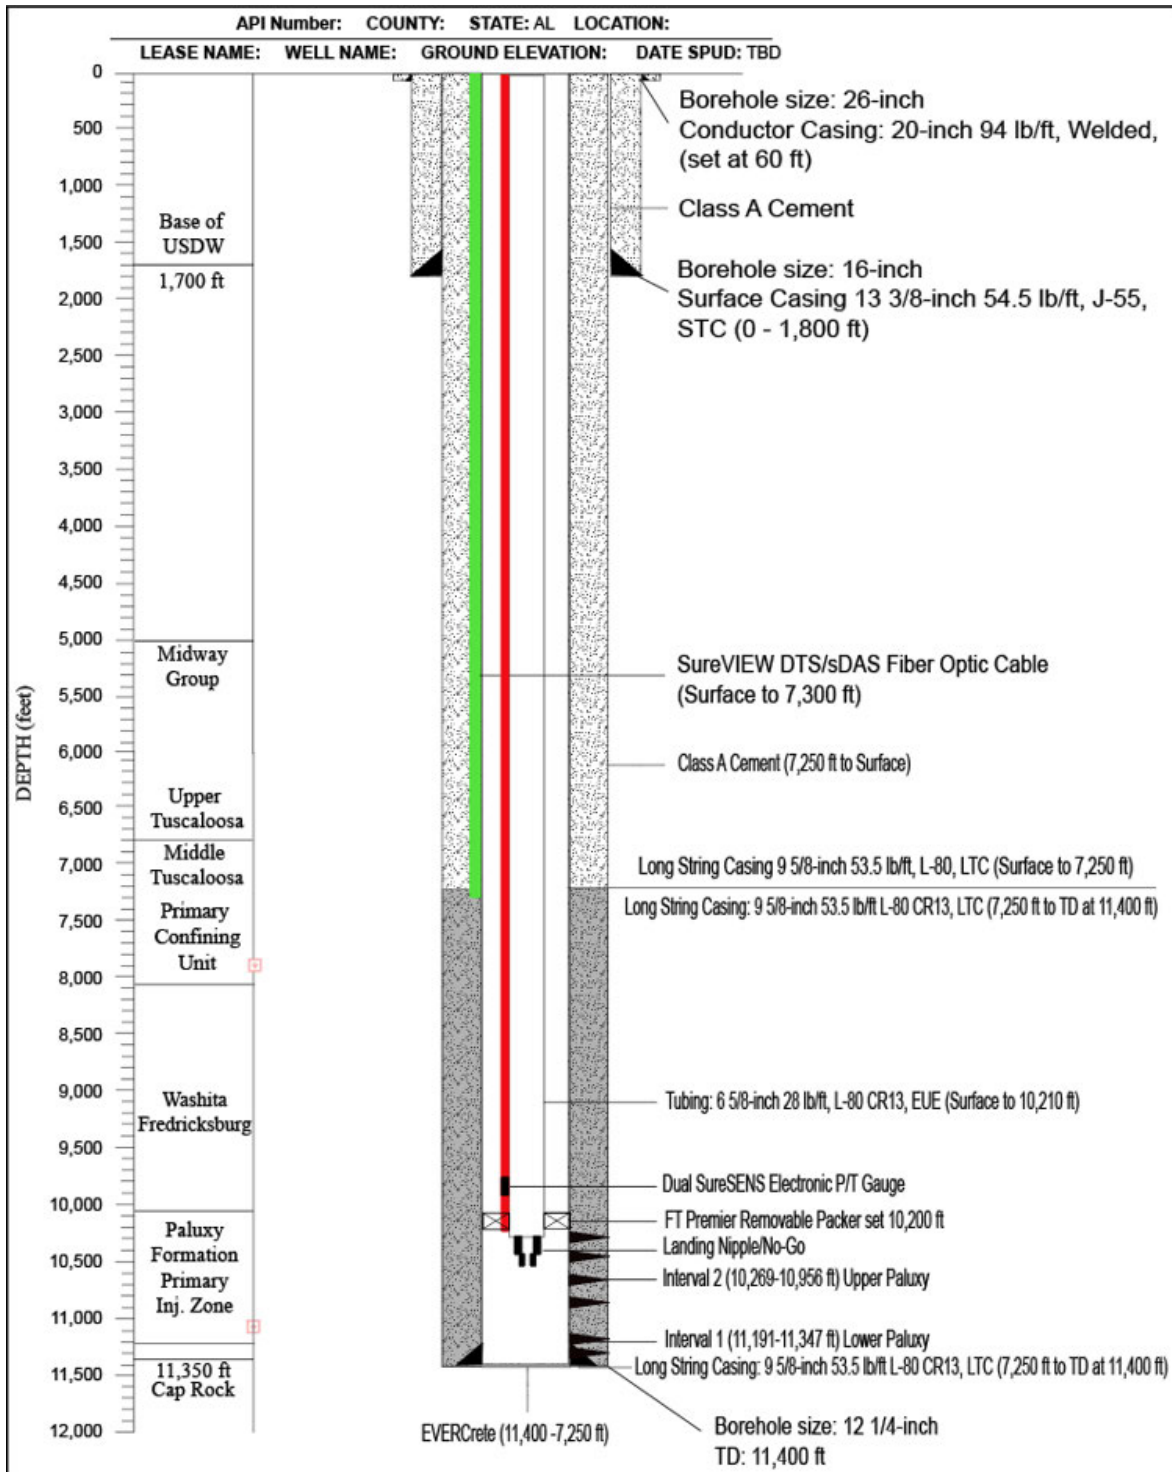 API Number: COUNTY: STATE: AL LOCATION:
LEASE NAME: WELL NAME: GROUND ELEVATION: DATE SPUD: TBD
DEPTH (feet)
0
500
1,000
1,500
2,000
2,500
3,000
3,500
4,000
4,500
5,000
5,500
6,000
6,500
7,000
7,500
8,000
8,500
9,000
9,500
10,000
10,500
11,000
11,500
12,000
Base of
USDW
1,700 ft
Midway
Group
Upper
Tuscaloosa
Middle
Tuscaloosa
Primary
Confining
Unit
Washita
Fredricksburg
Paluxy
Formation
Primary
Inj. Zone
11,350 ft
Cap Rock
Borehole size: 26-inch
Conductor Casing: 20-inch 94 lb/ft, Welded,
(set at 60 ft)
Class A Cement
Borehole size: 16-inch
Surface Casing 13 3/8-inch 54.5 lb/ft, J-55,
STC (0 - 1,800 ft)
SureVIEW DTS/sDAS Fiber Optic Cable
(Surface to 7,300 ft)
Class A Cement (7,250 ft to Surface)
Long String Casing 9 5/8-inch 53.5 lb/ft, L-80, LTC (Surface to 7,250 ft)
Long String Casing: 9 5/8-inch 53.5 lb/ft L-80 CR13, LTC (7,250 ft to TD at 11,400 ft)
Tubing: 6 5/8-inch 28 lb/ft, L-80 CR13, EUE (Surface to 10,210 ft)
Dual SureSENS Electronic P/T Gauge
FT Premier Removable Packer set 10,200 ft
Landing Nipple/No-Go
Interval 2 (10,269-10,956 ft) Upper Paluxy
Interval 1 (11,191-11,347 ft) Lower Paluxy
Long String Casing: 9 5/8-inch 53.5 lb/ft L-80 CR13, LTC (7,250 ft to TD at 11,400 ft)
EVERCrete (11,400 -7,250 ft)
Borehole size: 12 1/4-inch
TD: 11,400 ft